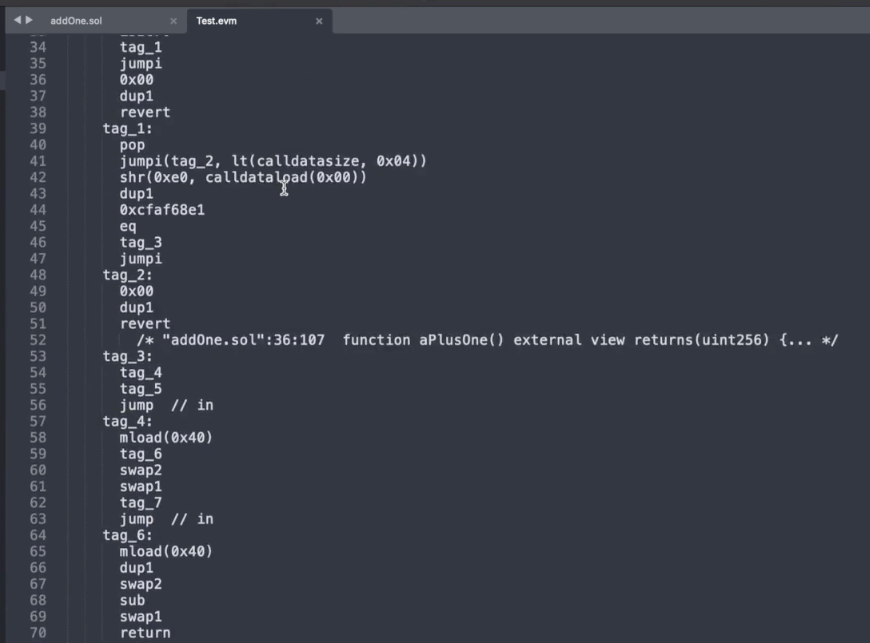 addOne.sol × Test.evm ×
34 tag_1
35 jumpi
36 0x00
37 dup1
38 revert
39 tag_1:
40 pop
41 jumpi(tag_2, lt(calldatasize, 0x04))
42 shr(0xe0, calldataload(0x00))
43 dup1
44 0xcfaf68e1
45 eq
46 tag_3
47 jumpi
48 tag_2:
49 0x00
50 dup1
51 revert
52 /* "addOne.sol":36:107  function aPlusOne() external view returns(uint256) {... */
53 tag_3:
54 tag_4
55 tag_5
56 jump  // in
57 tag_4:
58 mload(0x40)
59 tag_6
60 swap2
61 swap1
62 tag_7
63 jump  // in
64 tag_6:
65 mload(0x40)
66 dup1
67 swap2
68 sub
69 swap1
70 return